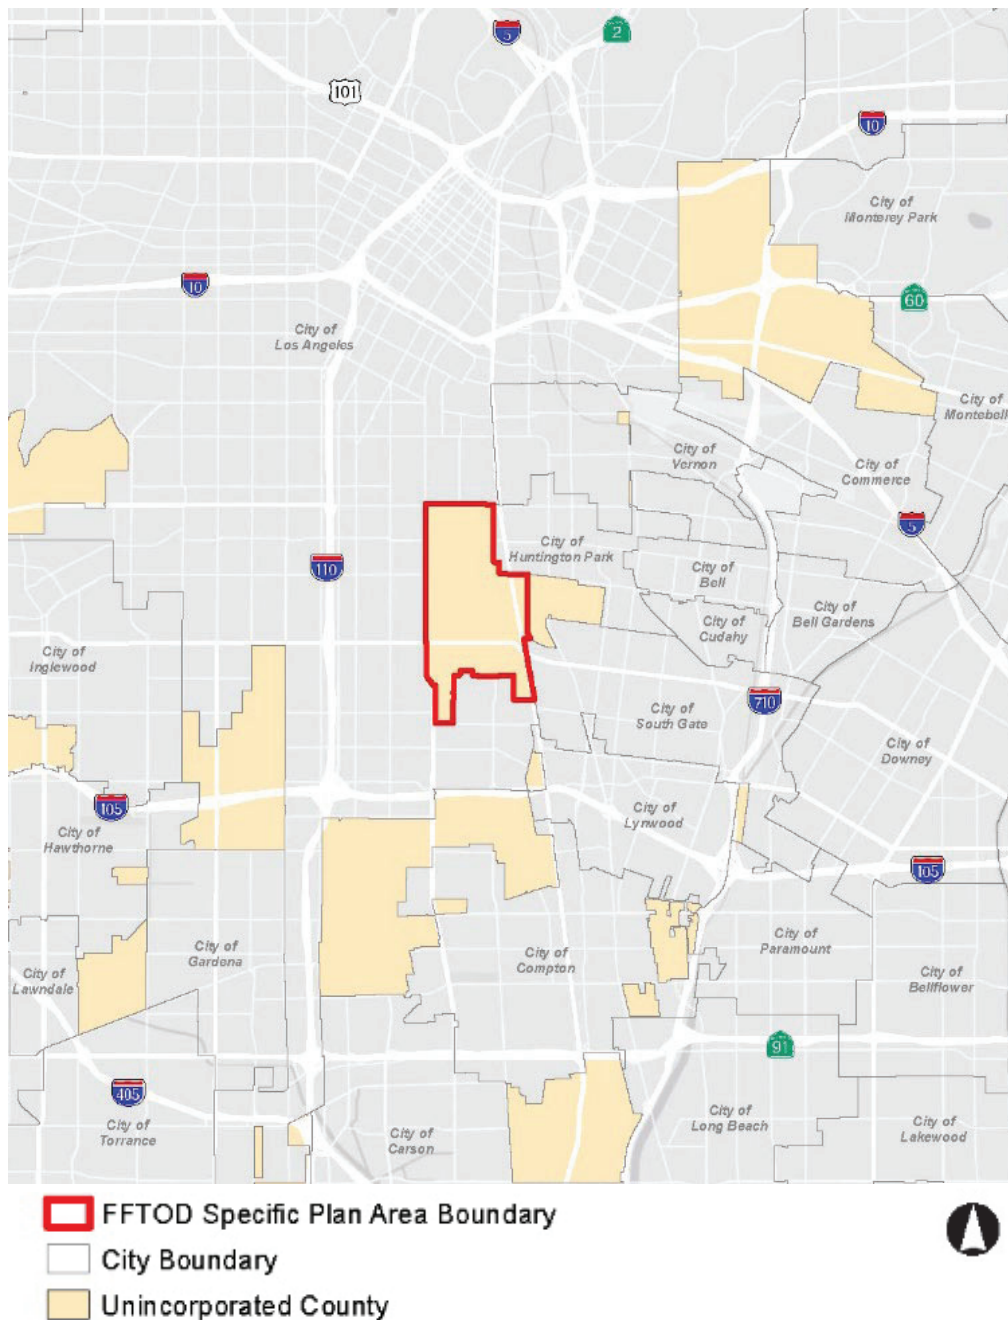 5
2
101
10
City of
Monterey Park
10
60
City of
Los Angeles
City of
Montebell
City of
Vernon
City of
Commerce
5
City of
Huntington Park
110
City of
Bell
City of
Bell Gardens
City of
Cudahy
City of
Inglewood
710
City of
South Gate
City of
Downey
105
City of
Lynwood
City of
Hawthorne
105
City of
Gardena
City of
Compton
City of
Paramount
City of
Lawndale
City of
Bellflower
91
405
City of
Torrance
City of
Carson
City of
Long Beach
City of
Lakewood
FFTOD Specific Plan Area Boundary
City Boundary
Unincorporated County